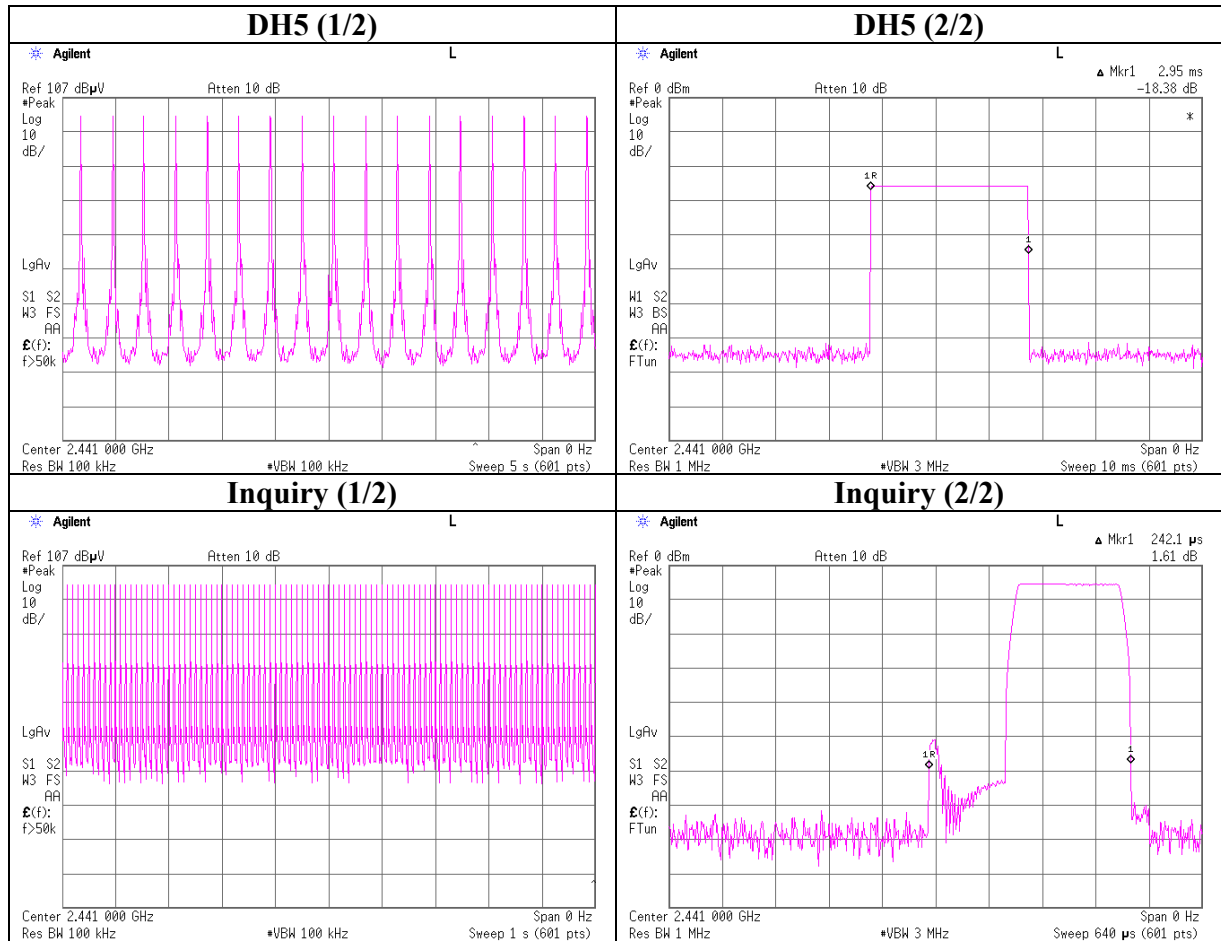 DH5 (1/2)
Agilent
L
Ref 107 dBµV
Atten 10 dB
#Peak
Log
10
dB/
LgAv
S1 S2
W3 FS
AA
£(f):
f>50k
Center 2.441 000 GHz
Span 0 Hz
Res BW 100 kHz
#VBW 100 kHz
Sweep 5 s (601 pts)
DH5 (2/2)
Agilent
L
Δ Mkr1 2.95 ms
Ref 0 dBm
Atten 10 dB
-18.38 dB
#Peak
Log
10
dB/
*
1R
1
LgAv
W1 S2
W3 BS
AA
£(f):
FTun
Center 2.441 000 GHz
Span 0 Hz
Res BW 1 MHz
#VBW 3 MHz
Sweep 10 ms (601 pts)
Inquiry (1/2)
Agilent
L
Ref 107 dBµV
Atten 10 dB
#Peak
Log
10
dB/
LgAv
S1 S2
W3 FS
AA
£(f):
f>50k
Center 2.441 000 GHz
Span 0 Hz
Res BW 100 kHz
#VBW 100 kHz
Sweep 1 s (601 pts)
Inquiry (2/2)
Agilent
L
Δ Mkr1 242.1 µs
Ref 0 dBm
Atten 10 dB
1.61 dB
#Peak
Log
10
dB/
LgAv
1R
1
S1 S2
W3 FS
AA
£(f):
FTun
Center 2.441 000 GHz
Span 0 Hz
Res BW 1 MHz
#VBW 3 MHz
Sweep 640 µs (601 pts)